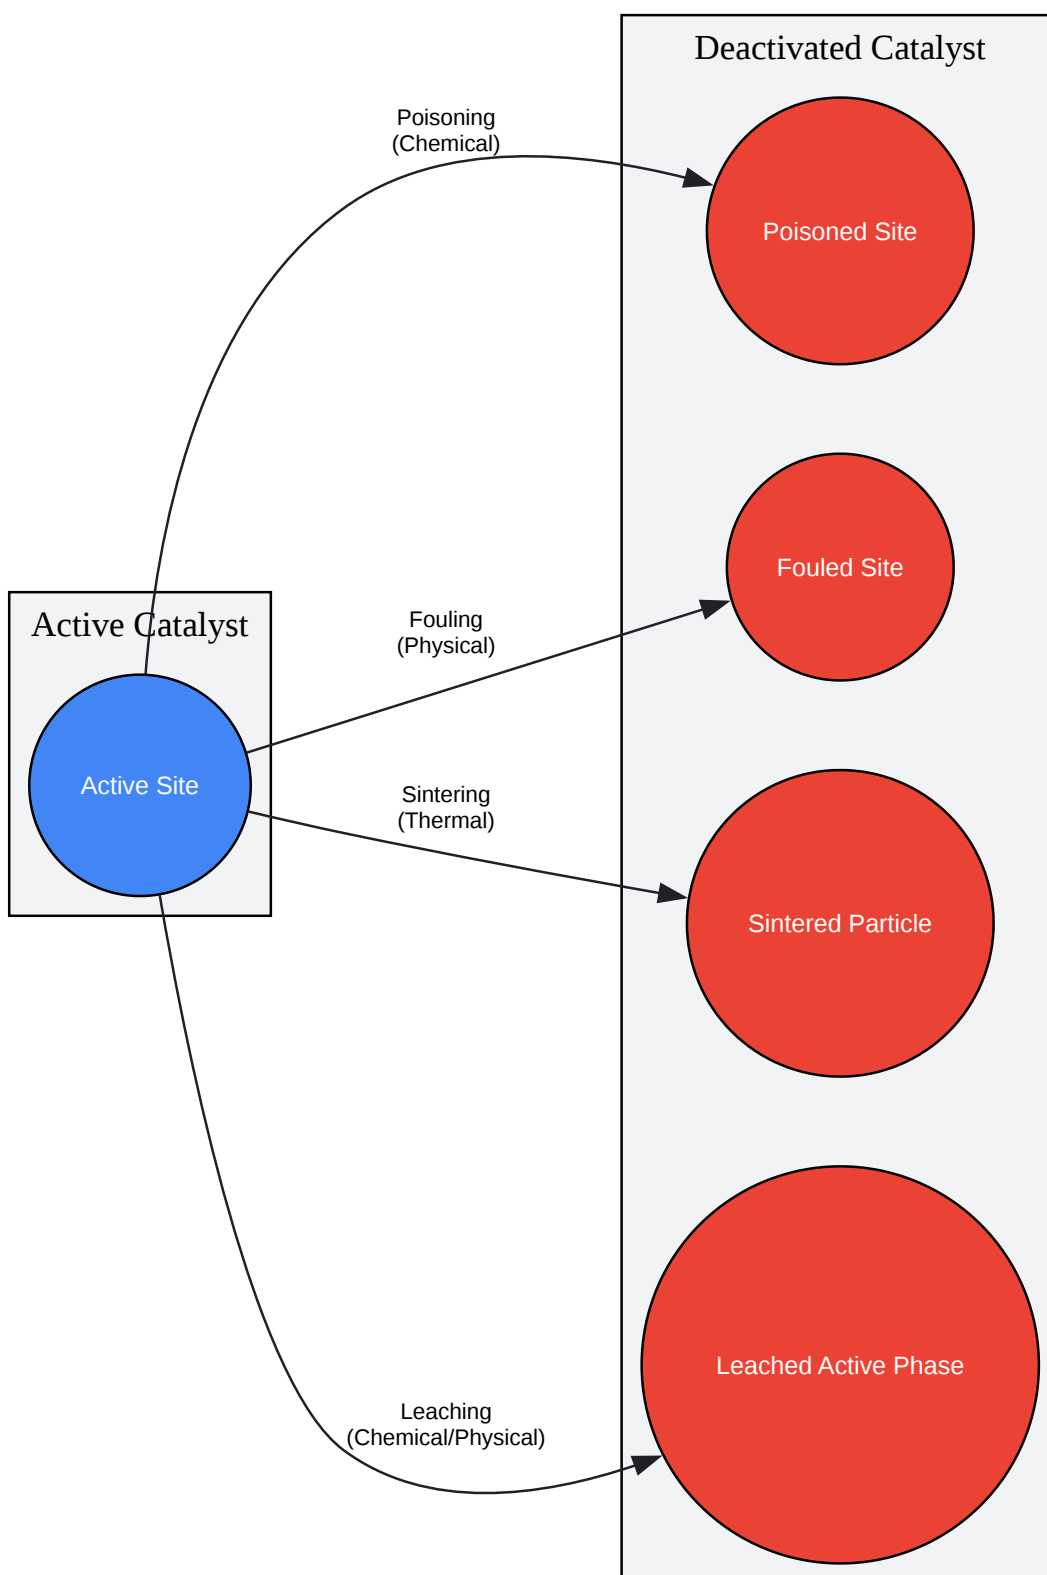 Deactivated Catalyst
Poisoning
(Chemical)
Poisoned Site
Fouled Site
Fouling
(Physical)
Active Catalyst
Active Site
Sintering
(Thermal)
Sintered Particle
Leached Active Phase
Leaching
(Chemical/Physical)